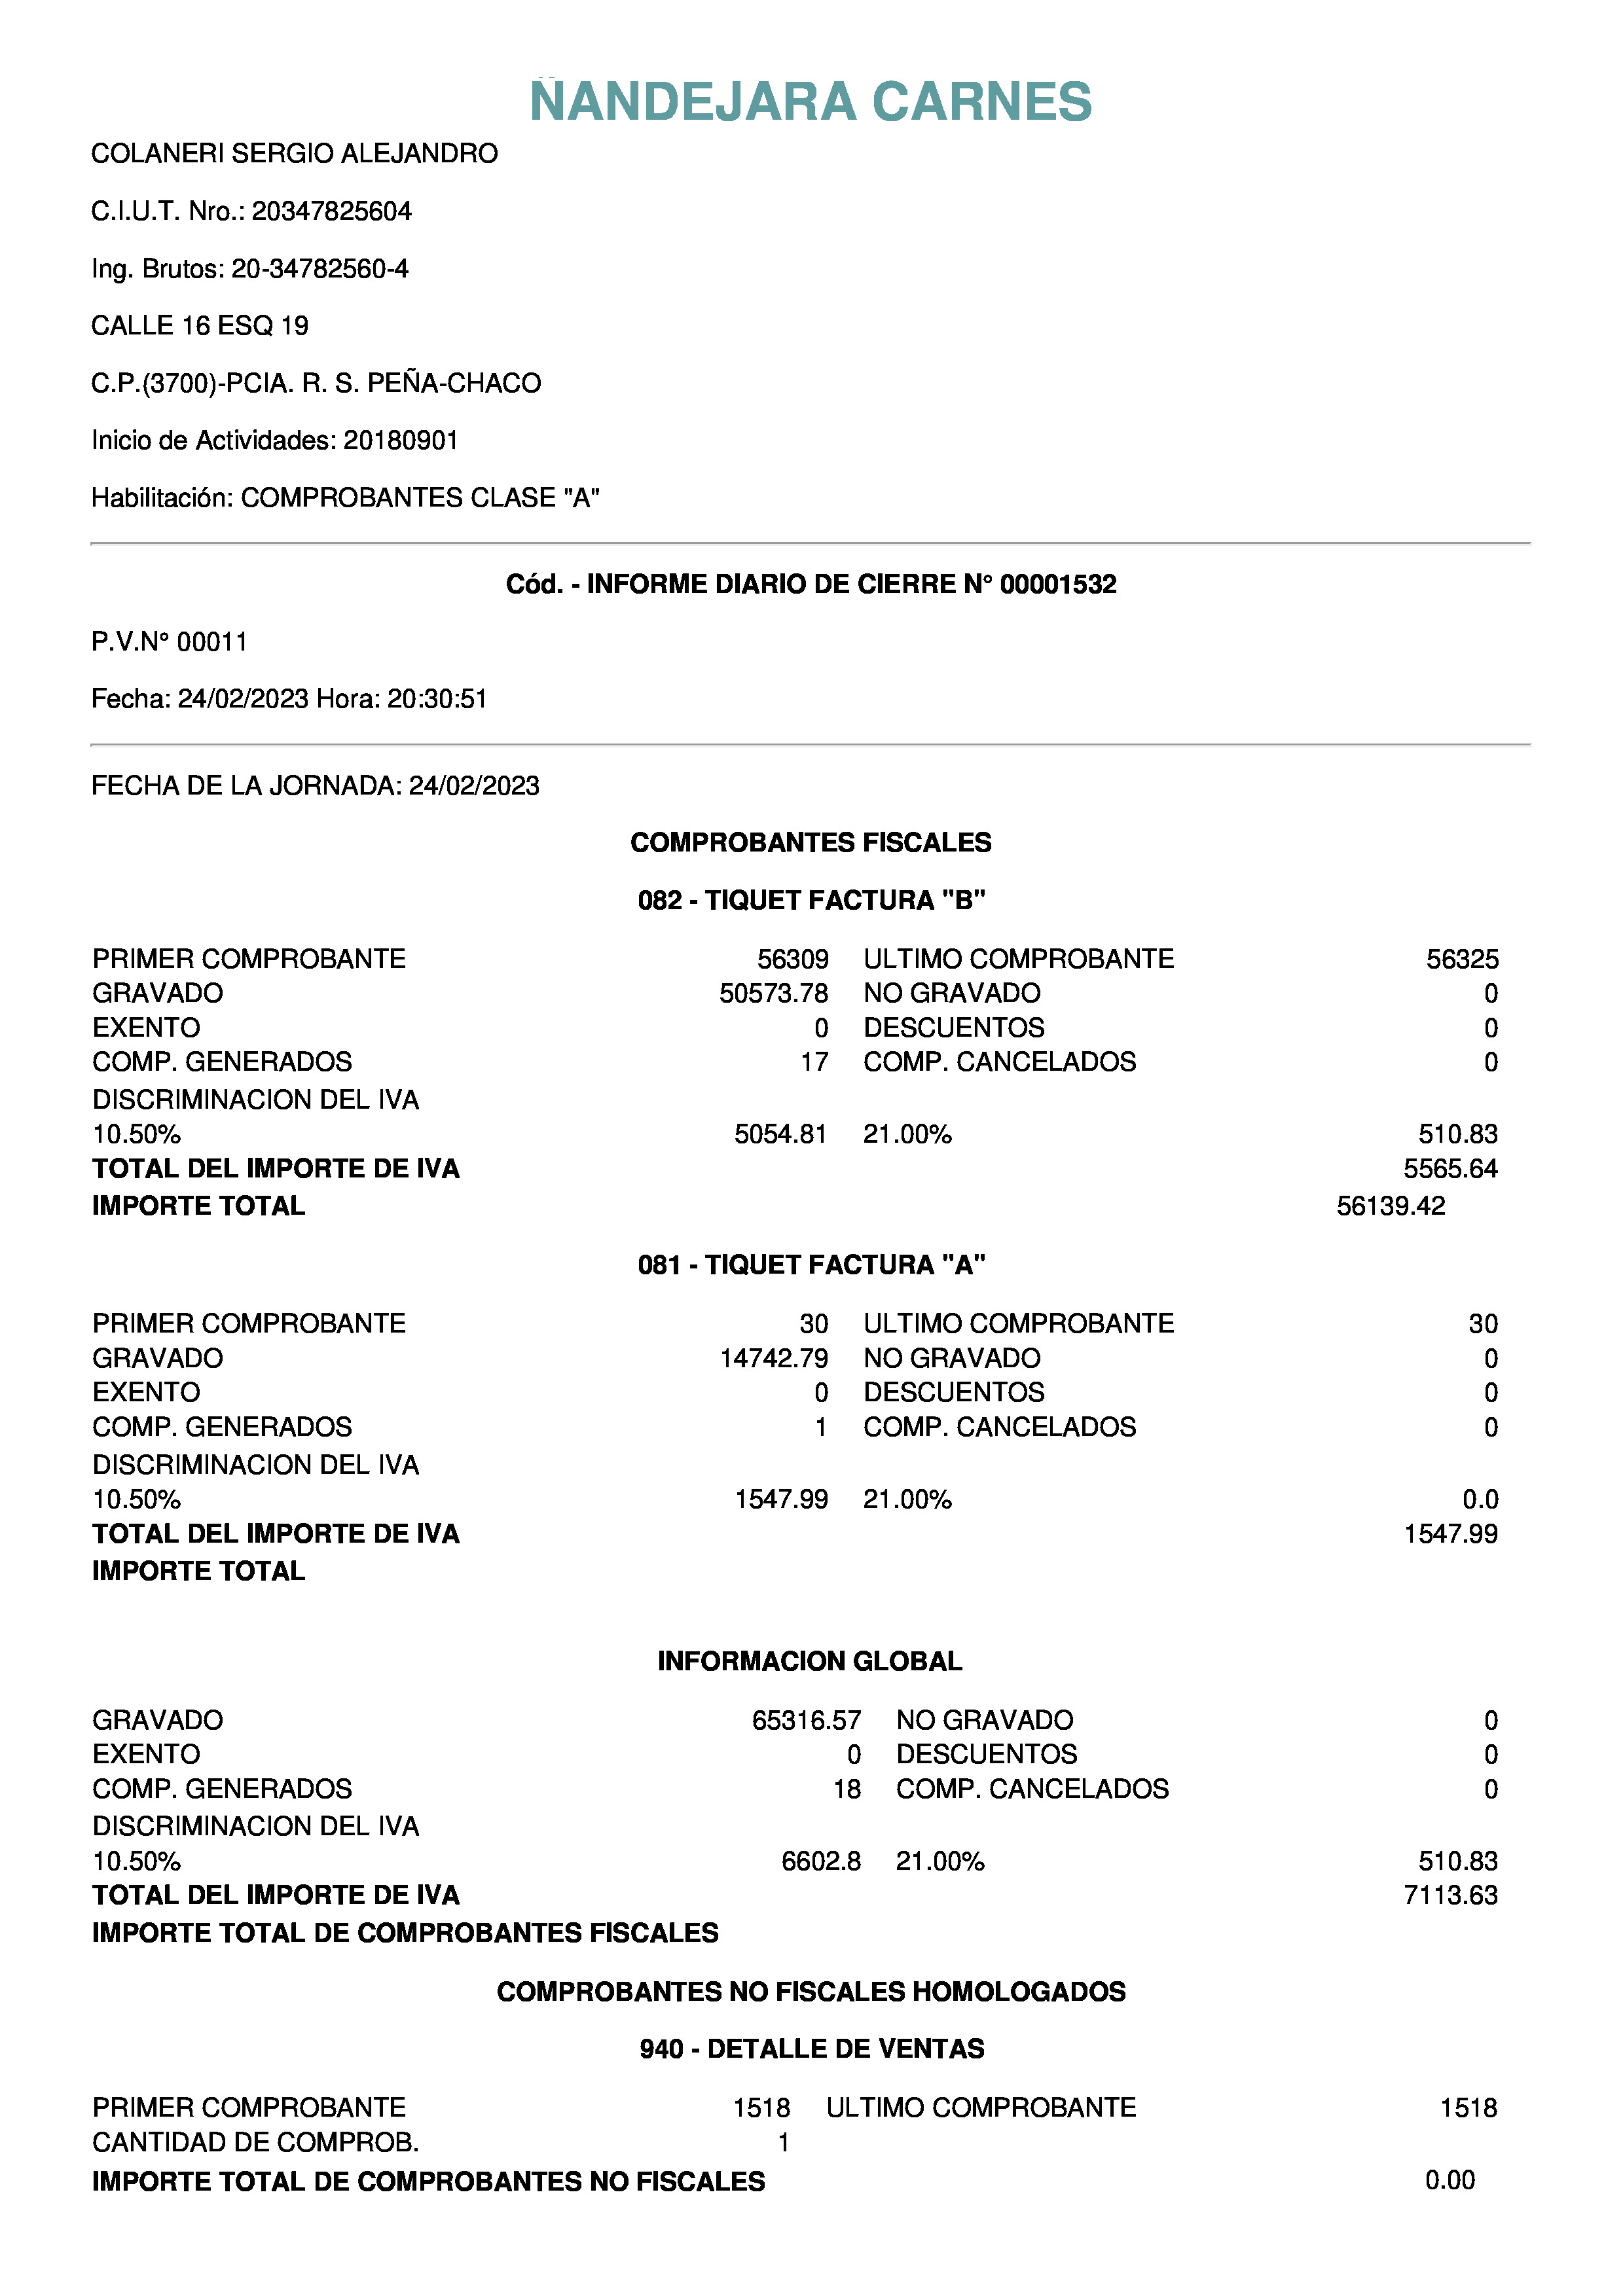 ÑANDEJARA CARNES
COLANERI SERGIO ALEJANDRO
C.I.U.T. Nro.: 20347825604
Ing. Brutos: 20-34782560-4
CALLE 16 ESQ 19
C.P.(3700)-PCIA. R. S. PEÑA-CHACO
Inicio de Actividades: 20180901
Habilitación: COMPROBANTES CLASE "A"
Cód. - INFORME DIARIO DE CIERRE N° 00001532
P.V.N° 00011
Fecha: 24/02/2023 Hora: 20:30:51
FECHA DE LA JORNADA: 24/02/2023
COMPROBANTES FISCALES
082 - TIQUET FACTURA "B"
PRIMER COMPROBANTE 56309 ULTIMO COMPROBANTE 56325
GRAVADO 50573.78 NO GRAVADO 0
EXENTO 0 DESCUENTOS 0
COMP. GENERADOS 17 COMP. CANCELADOS 0
DISCRIMINACION DEL IVA
10.50% 5054.81 21.00% 510.83
TOTAL DEL IMPORTE DE IVA 5565.64
IMPORTE TOTAL 56139.42
081 - TIQUET FACTURA "A"
PRIMER COMPROBANTE 30 ULTIMO COMPROBANTE 30
GRAVADO 14742.79 NO GRAVADO 0
EXENTO 0 DESCUENTOS 0
COMP. GENERADOS 1 COMP. CANCELADOS 0
DISCRIMINACION DEL IVA
10.50% 1547.99 21.00% 0.0
TOTAL DEL IMPORTE DE IVA 1547.99
IMPORTE TOTAL
INFORMACION GLOBAL
GRAVADO 65316.57 NO GRAVADO 0
EXENTO 0 DESCUENTOS 0
COMP. GENERADOS 18 COMP. CANCELADOS 0
DISCRIMINACION DEL IVA
10.50% 6602.8 21.00% 510.83
TOTAL DEL IMPORTE DE IVA 7113.63
IMPORTE TOTAL DE COMPROBANTES FISCALES
COMPROBANTES NO FISCALES HOMOLOGADOS
940 - DETALLE DE VENTAS
PRIMER COMPROBANTE 1518 ULTIMO COMPROBANTE 1518
CANTIDAD DE COMPROB. 1
IMPORTE TOTAL DE COMPROBANTES NO FISCALES 0.00